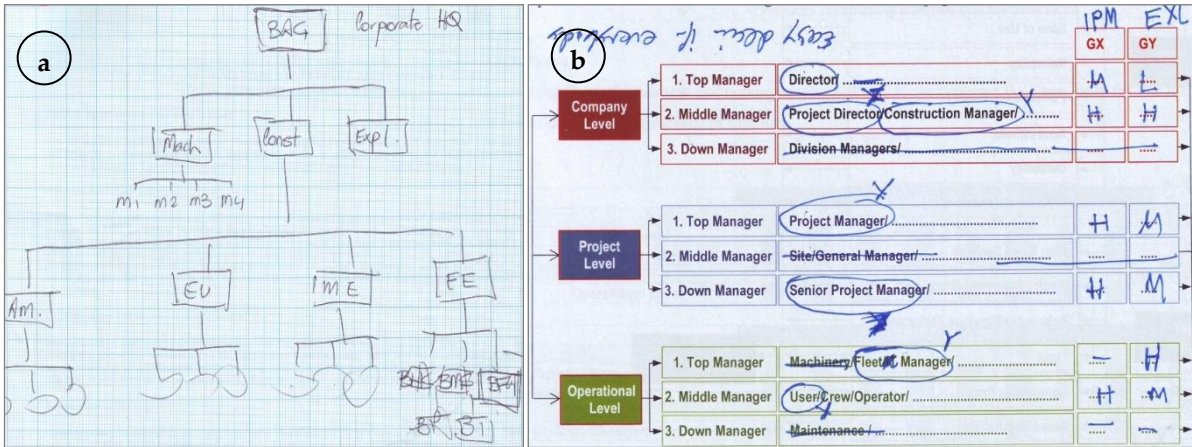 a
BAG Corporate HQ
Mach Const Expl.
m1 m2 m3 m4
Am. EU ME EE
b
Easy if everybody
IPM EXL
GX GY
Company Level
1. Top Manager Director/ ........ M L
2. Middle Manager Project Director/Construction Manager/ ........ Y H H
3. Down Manager Division Managers/ ........
Project Level
X
1. Top Manager Project Manager/ ........ H M
2. Middle Manager Site/General Manager/ ........
3. Down Manager Senior Project Manager/ ........ H M
Operational Level
Y
1. Top Manager Machinery/Fleet/ Manager/ ........ – H
2. Middle Manager User/Crew/Operator/ ........ H M
X
3. Down Manager Maintenance / ........ – –